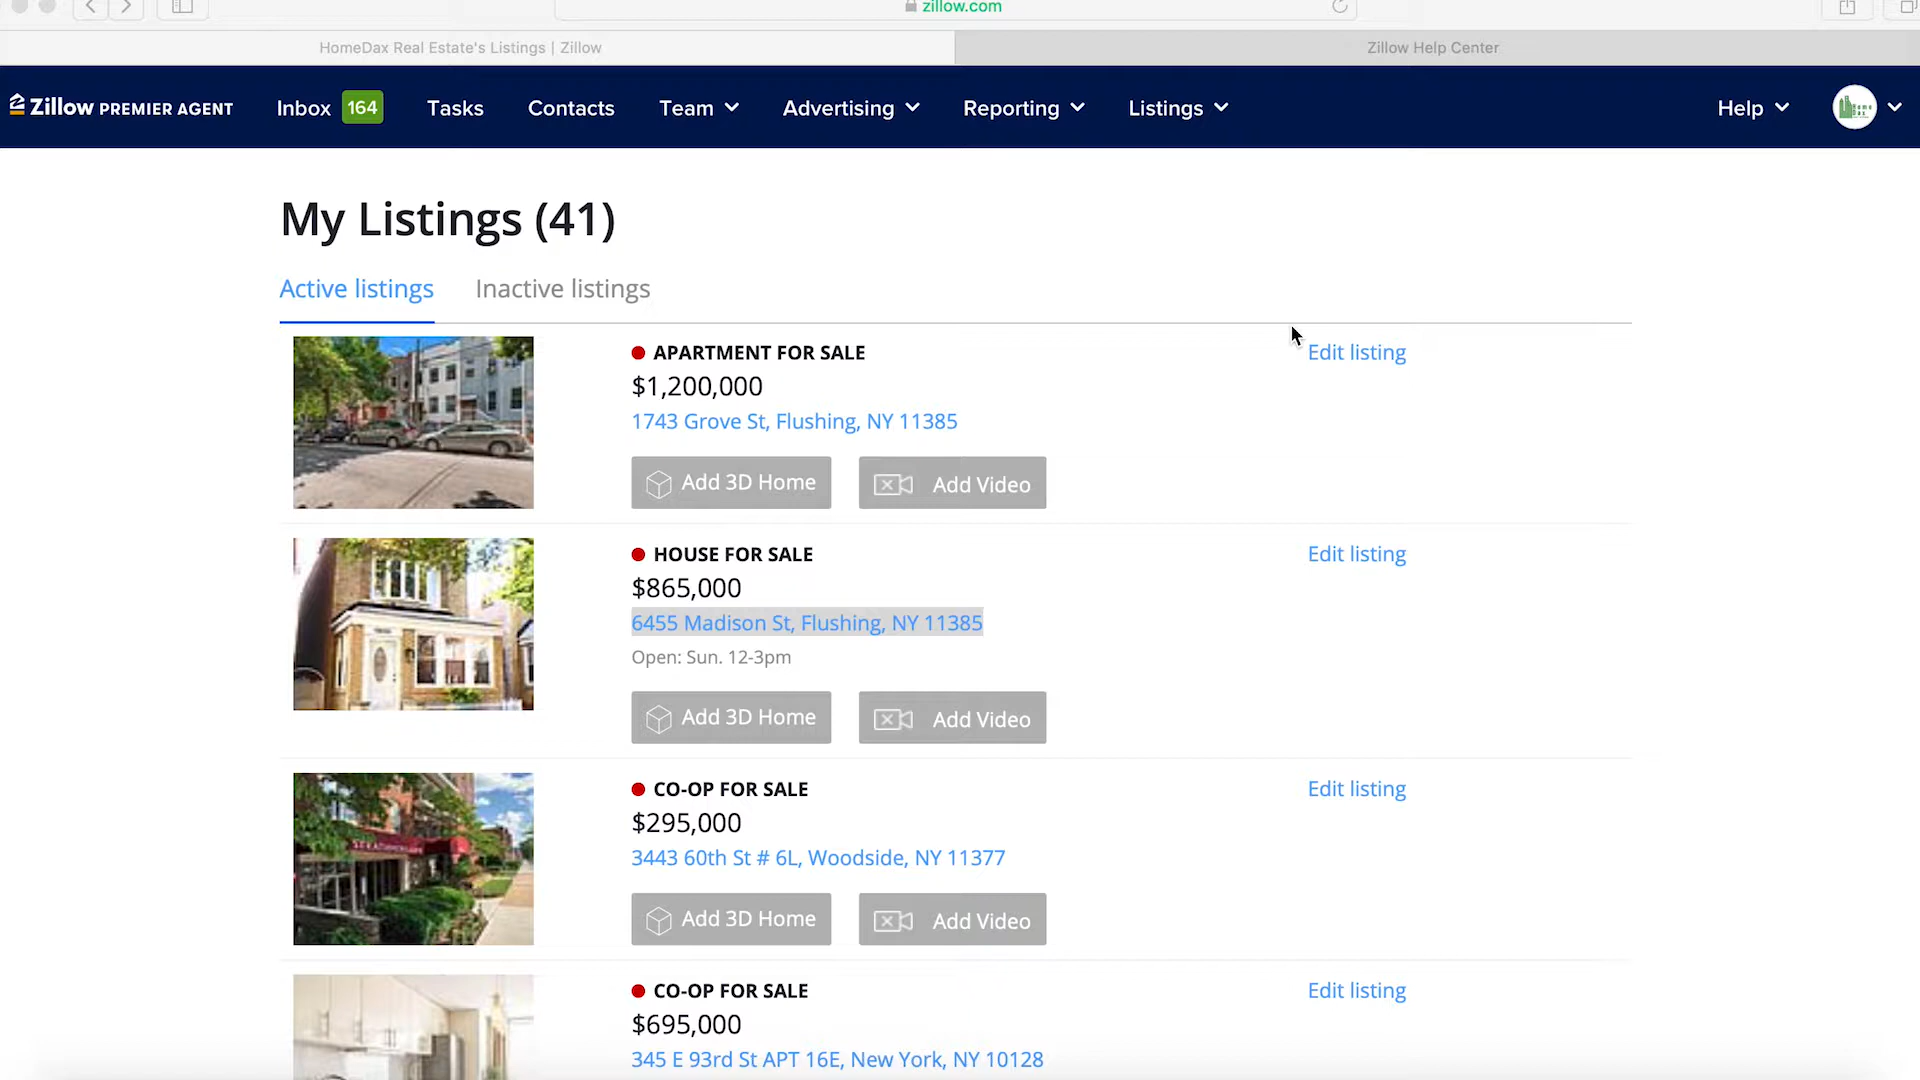 zillow.com
HomeDax Real Estate's Listings | Zillow
Zillow Help Center
Zillow PREMIER AGENT
Inbox 164
Tasks
Contacts
Team
Advertising
Reporting
Listings
Help
My Listings (41)
Active listings
Inactive listings
APARTMENT FOR SALE
Edit listing
$1,200,000
1743 Grove St, Flushing, NY 11385
Add 3D Home
Add Video
HOUSE FOR SALE
Edit listing
$865,000
6455 Madison St, Flushing, NY 11385
Open: Sun. 12-3pm
Add 3D Home
Add Video
CO-OP FOR SALE
Edit listing
$295,000
3443 60th St # 6L, Woodside, NY 11377
Add 3D Home
Add Video
CO-OP FOR SALE
Edit listing
$695,000
345 E 93rd St APT 16E, New York, NY 10128